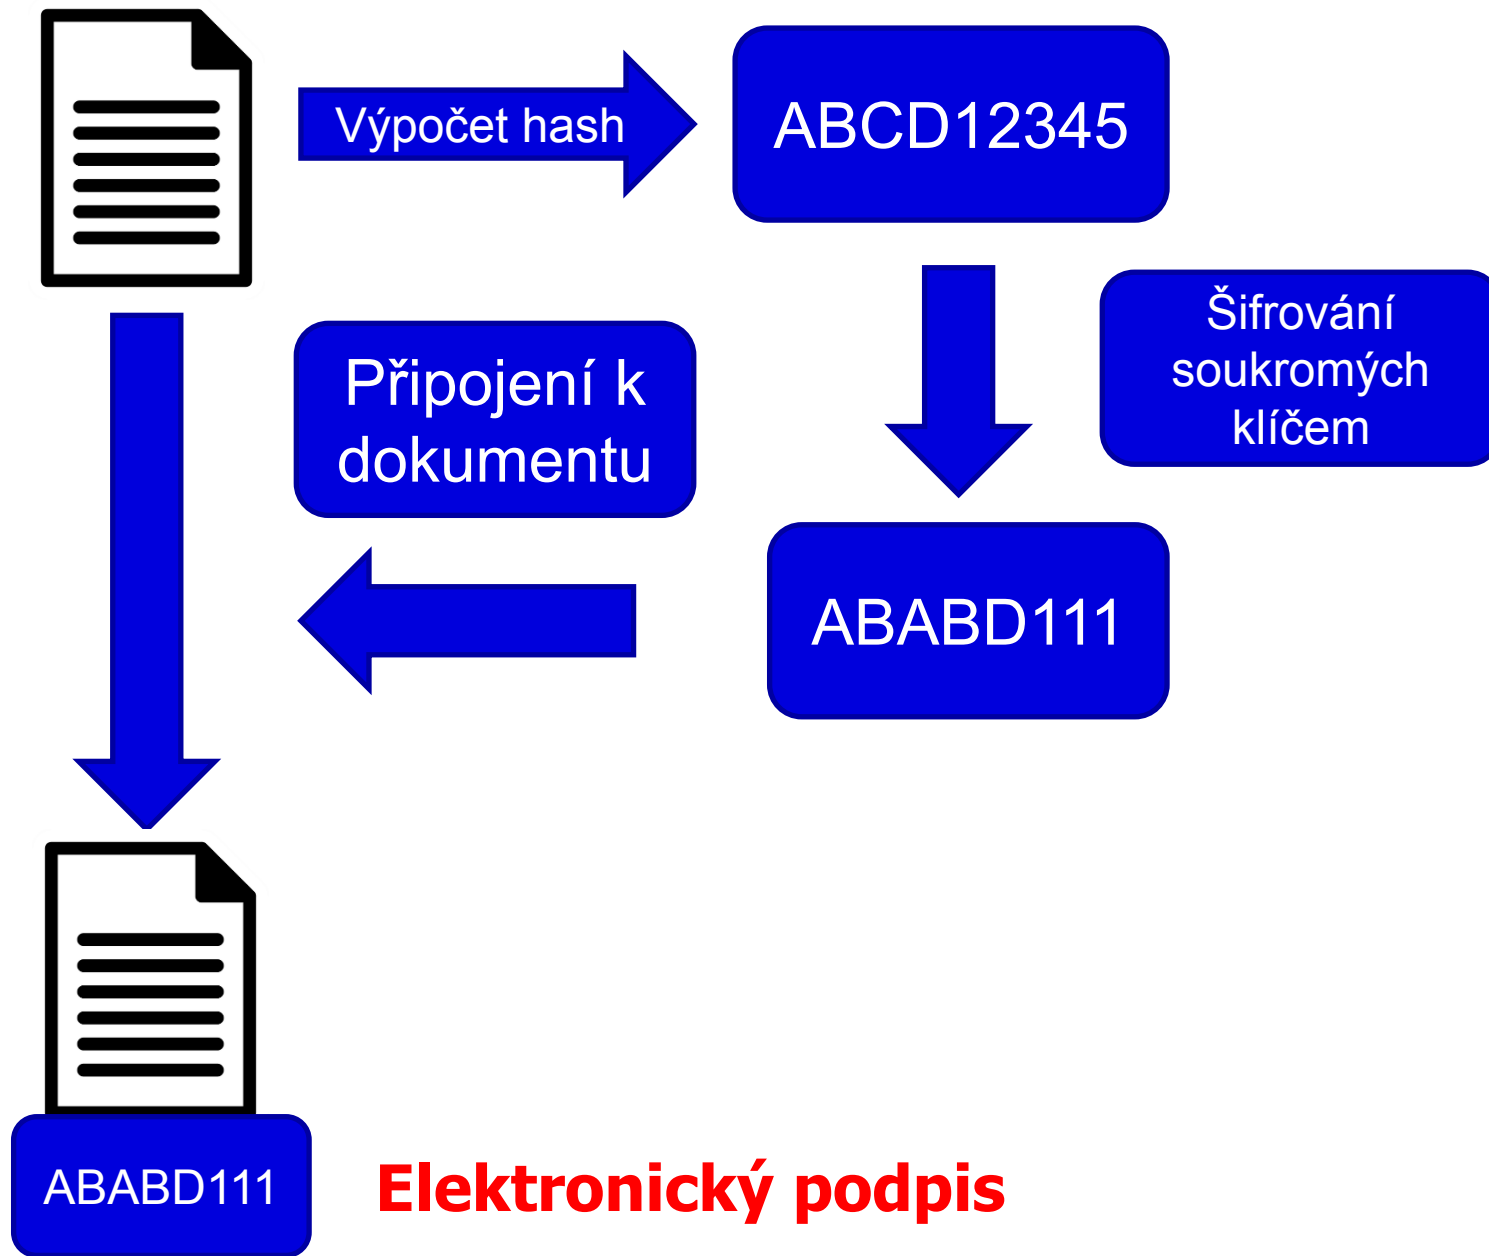 Výpočet hash
ABCD12345
Šifrování
soukromých
klíčem
Připojení k
dokumentu
ABABD111
ABABD111
Elektronický podpis